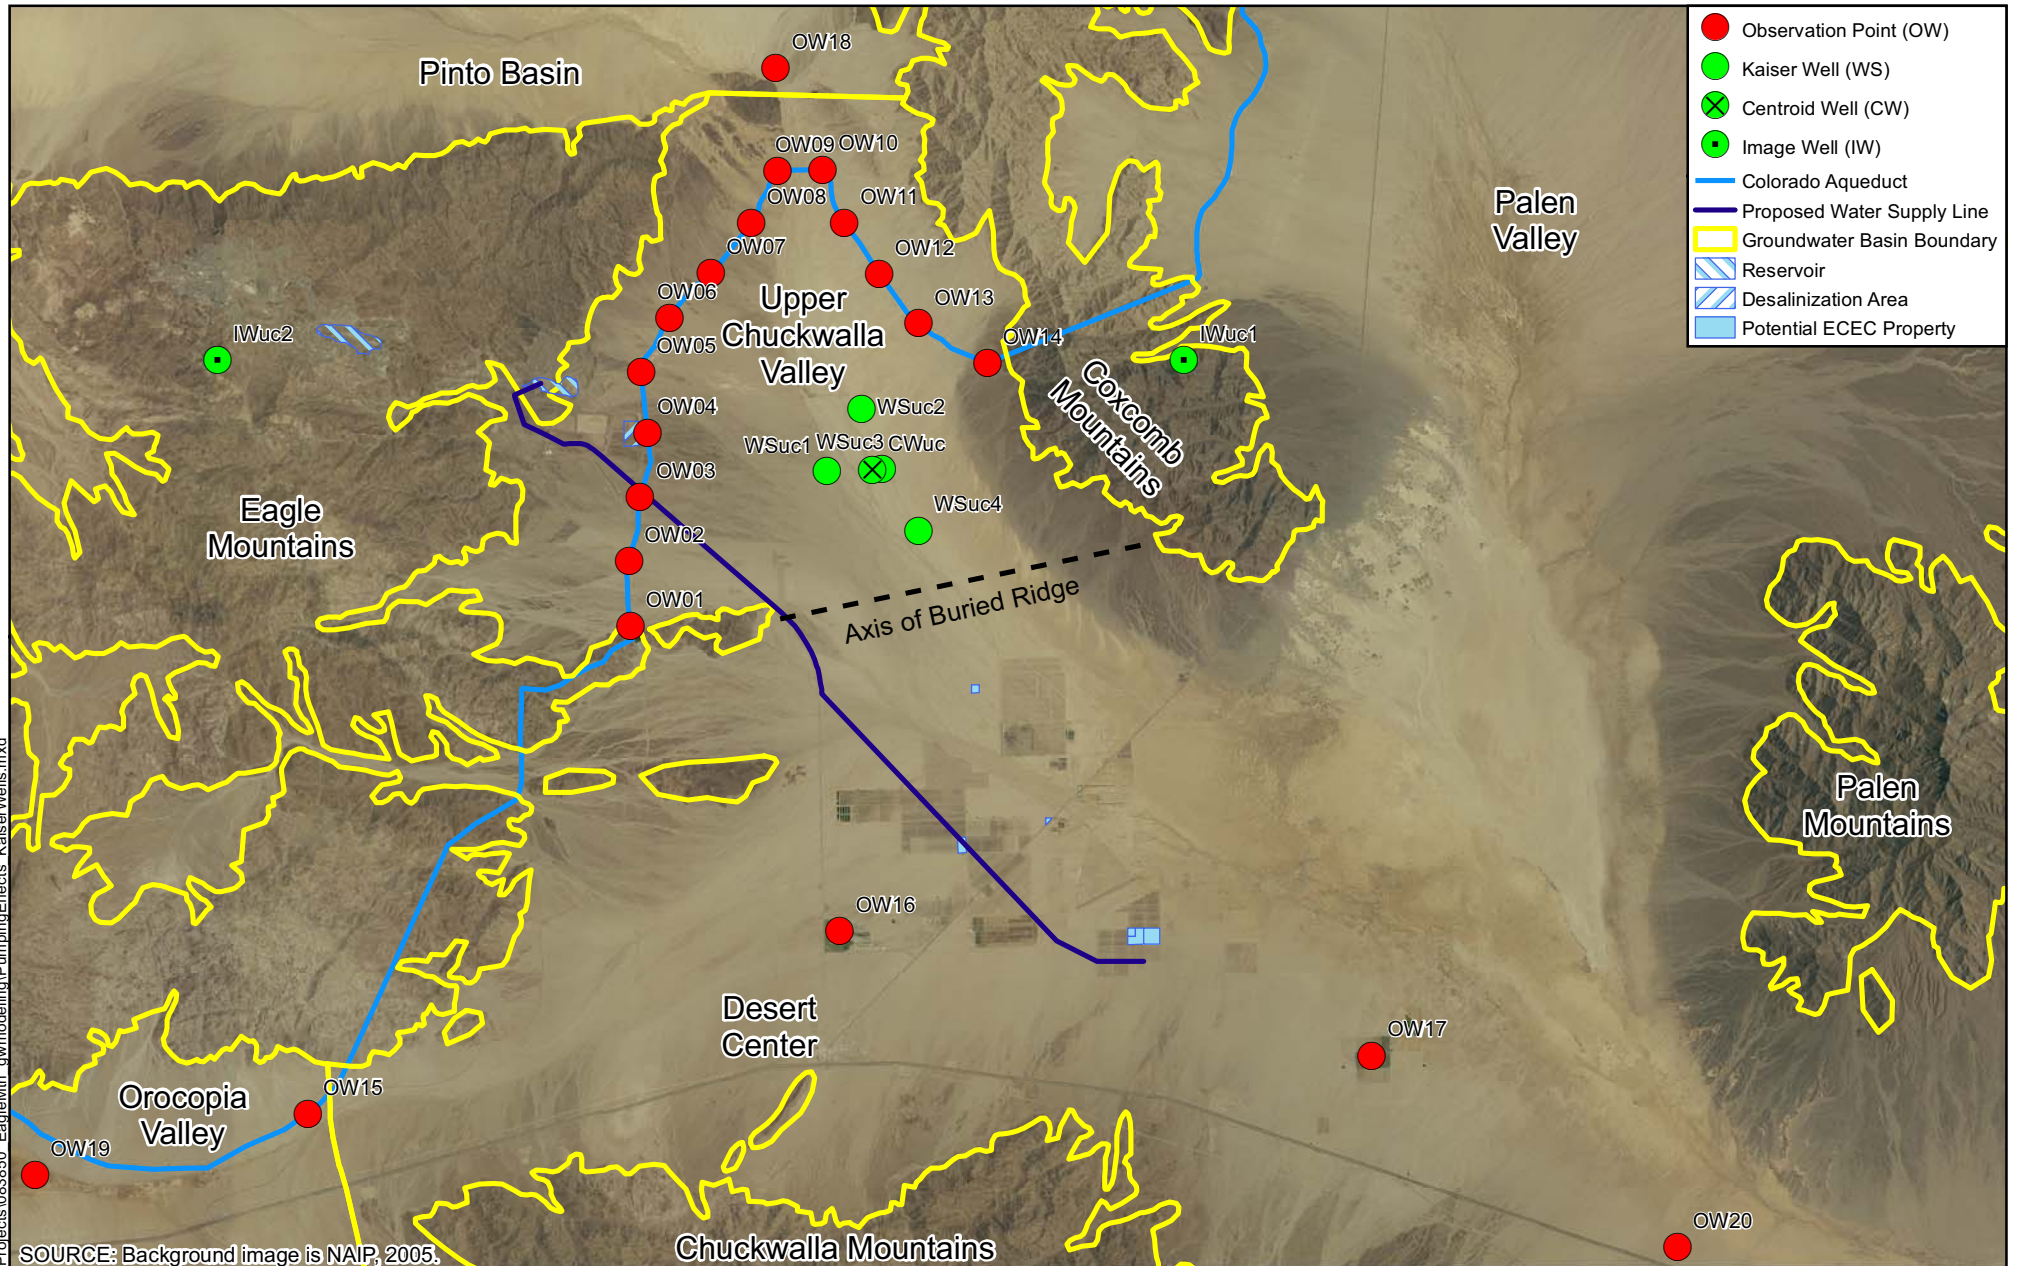 Observation Point (OW)
Kaiser Well (WS)
Centroid Well (CW)
Image Well (IW)
Colorado Aqueduct
Proposed Water Supply Line
Groundwater Basin Boundary
Reservoir
Desalinization Area
Potential ECEC Property
OW18
Pinto Basin
OW09
OW10
OW08
OW11
Palen
Valley
OW07
OW12
OW06
Upper
Chuckwalla
Valley
OW13
OW14
IWuc1
IWuc2
OW05
Coxcomb
Mountains
OW04
WSuc2
WSuc1
WSuc3
CWuc
OW03
WSuc4
Eagle
Mountains
OW02
OW01
Axis of Buried Ridge
Palen
Mountains
OW16
Desert
Center
OW17
Orocopia
Valley
OW15
OW19
OW20
Chuckwalla Mountains
SOURCE: Background image is NAIP, 2005.